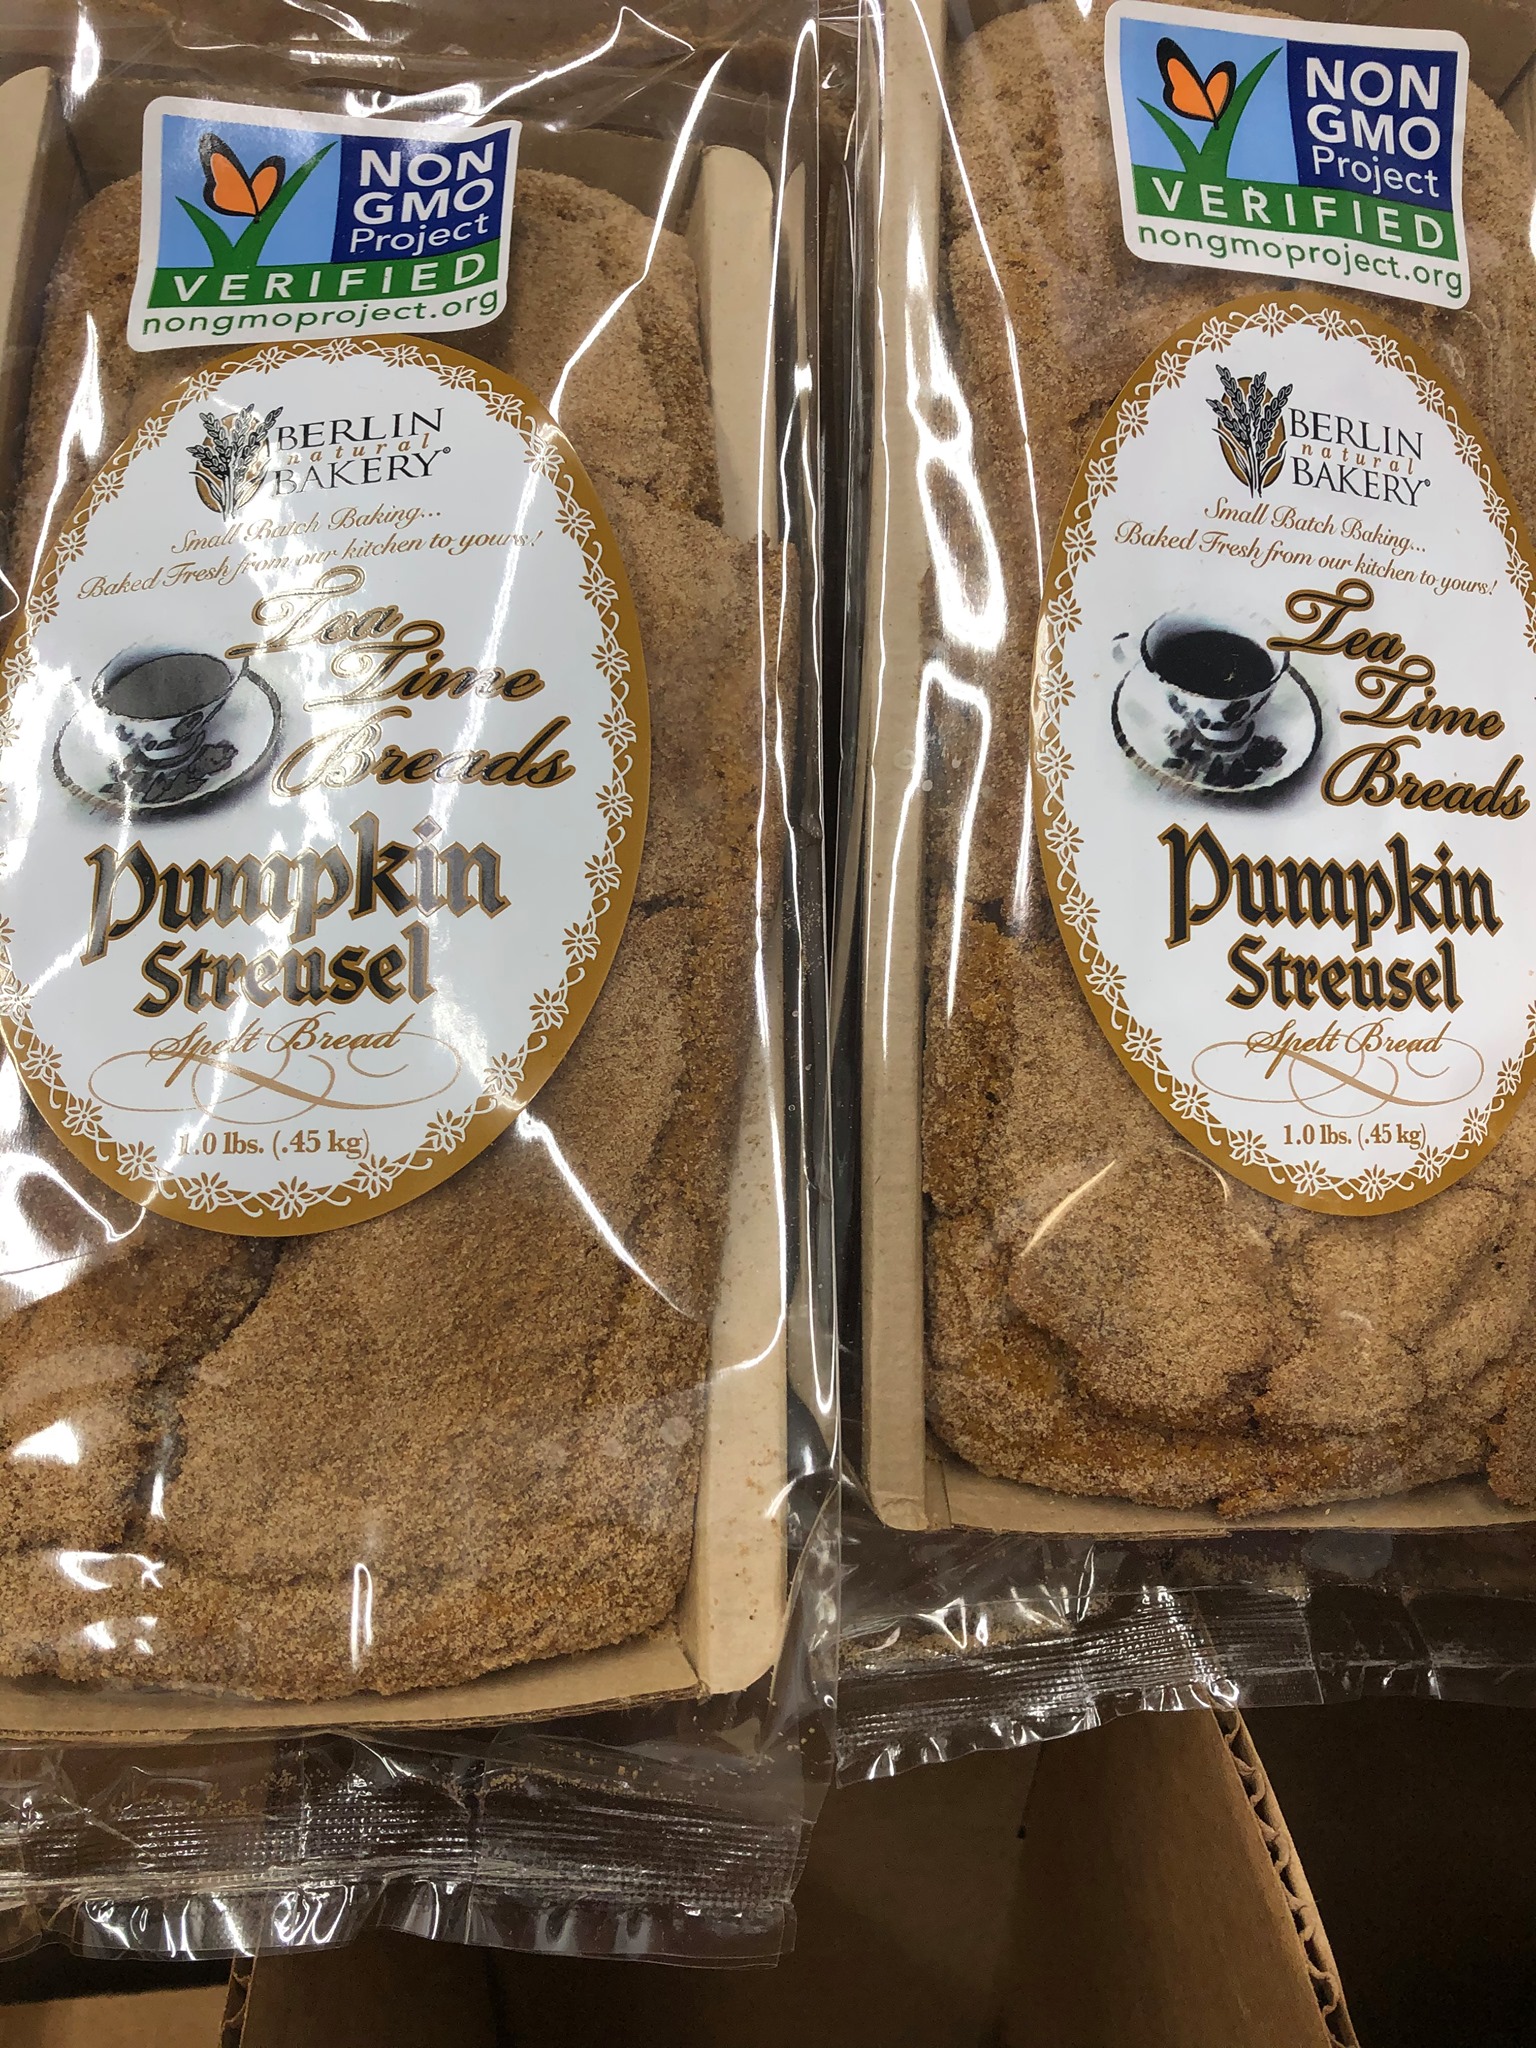 NON
GMO
Project
VERIFIED
nongmoproject.org
BERLIN
natural
BAKERY®
Small Batch Baking...
Baked Fresh from our kitchen to yours!
Tea
Time
Breads
Pumpkin
Streusel
Spelt Bread
1.0 lbs. (.45 kg)
NON
GMO
Project
VERIFIED
nongmoproject.org
BERLIN
natural
BAKERY®
Small Batch Baking...
Baked Fresh from our kitchen to yours!
Tea
Time
Breads
Pumpkin
Streusel
Spelt Bread
1.0 lbs. (.45 kg)